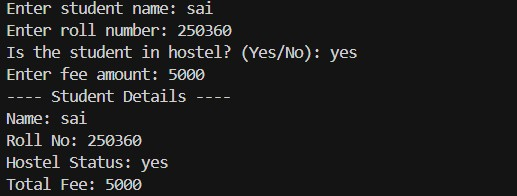 Enter student name: sai
Enter roll number: 250360
Is the student in hostel? (Yes/No): yes
Enter fee amount: 5000
---- Student Details ----
Name: sai
Roll No: 250360
Hostel Status: yes
Total Fee: 5000